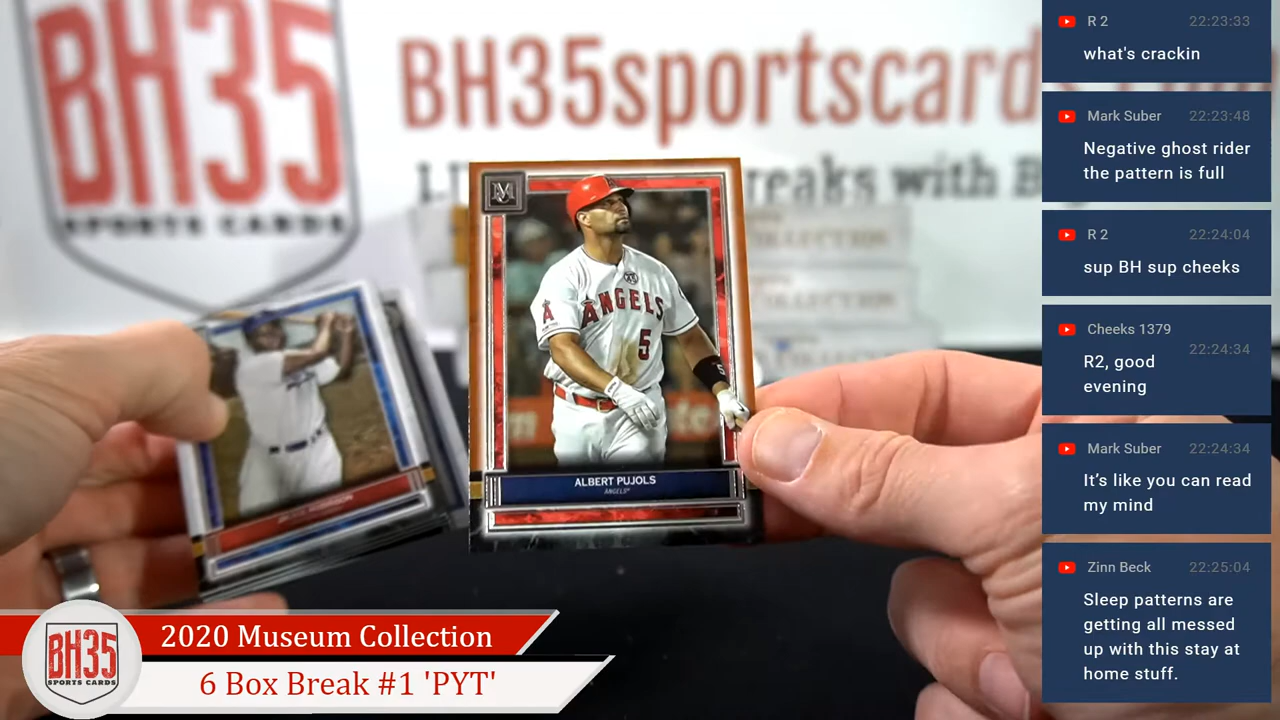 BH35
SPORTS CARDS
BH35sportscard
reaks with B
COLLECTION
COLLECTION
M
ANGELS
5
5
ALBERT PUJOLS
ANGELS
2020 Museum Collection
6 Box Break #1 'PYT'
BH35
SPORTS CARDS
R 2 22:23:33
what's crackin
Mark Suber 22:23:48
Negative ghost rider
the pattern is full
R 2 22:24:04
sup BH sup cheeks
Cheeks 1379 22:24:34
R2, good
evening
Mark Suber 22:24:34
It’s like you can read
my mind
Zinn Beck 22:25:04
Sleep patterns are
getting all messed
up with this stay at
home stuff.